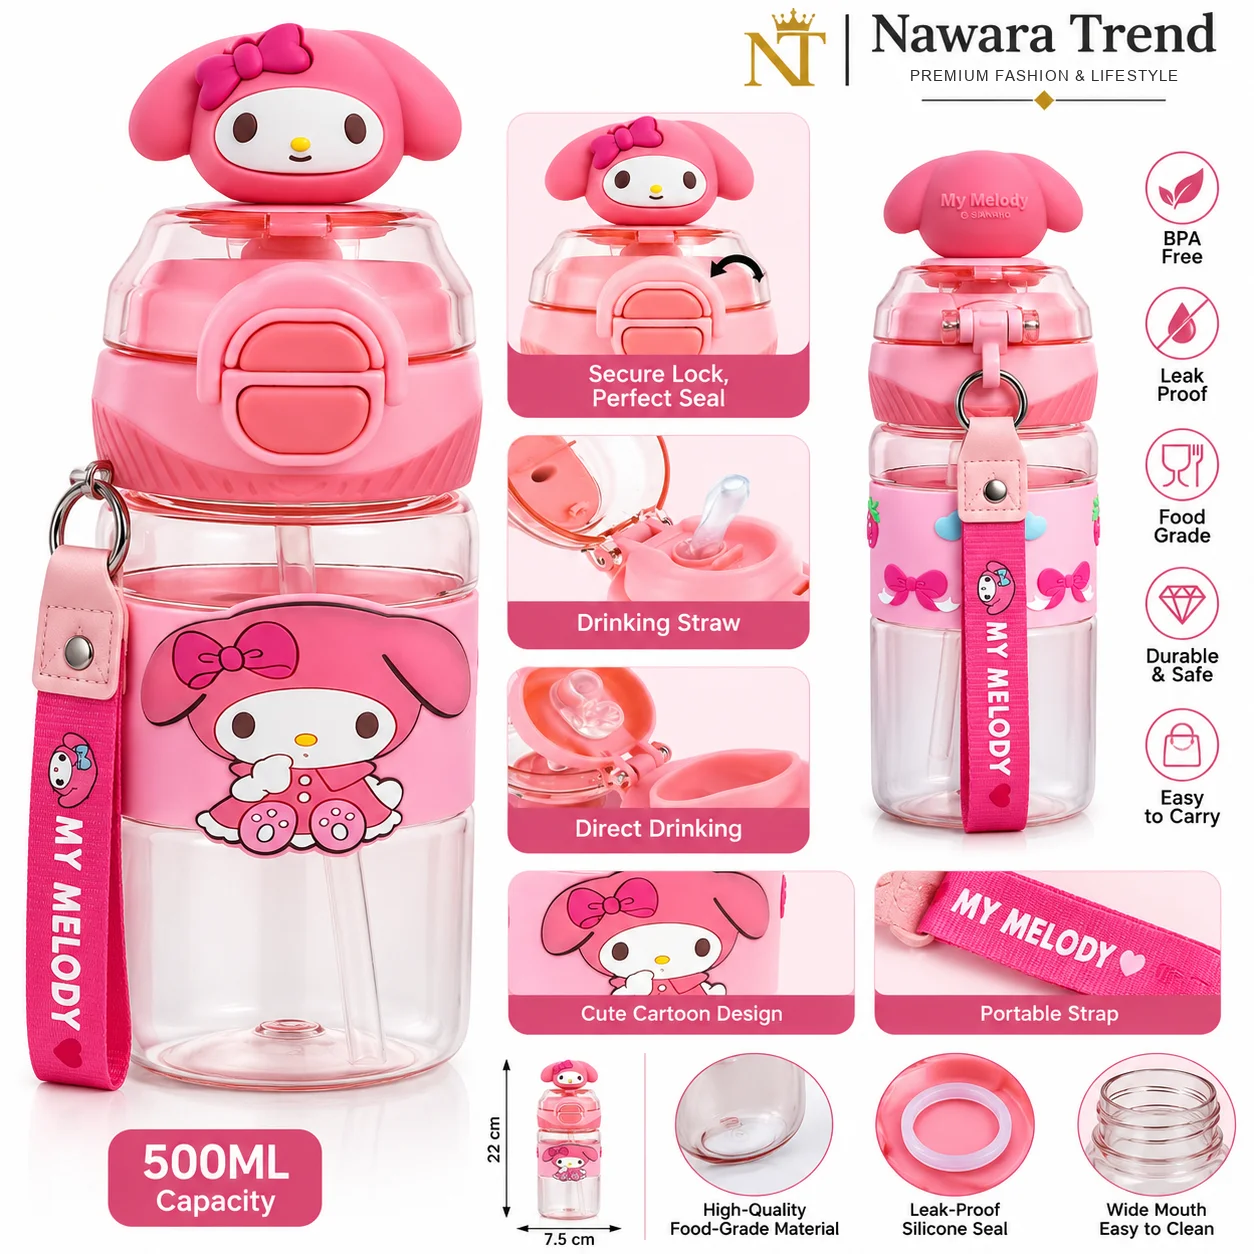 NT
Nawara Trend
PREMIUM FASHION & LIFESTYLE
Secure Lock,
Perfect Seal
Drinking Straw
Direct Drinking
Cute Cartoon Design
MY MELODY
Portable Strap
My Melody
© SANRIO
MY MELODY
BPA
Free
Leak
Proof
Food
Grade
Durable
& Safe
Easy
to Carry
MY MELODY
500ML
Capacity
22 cm
7.5 cm
High-Quality
Food-Grade Material
Leak-Proof
Silicone Seal
Wide Mouth
Easy to Clean